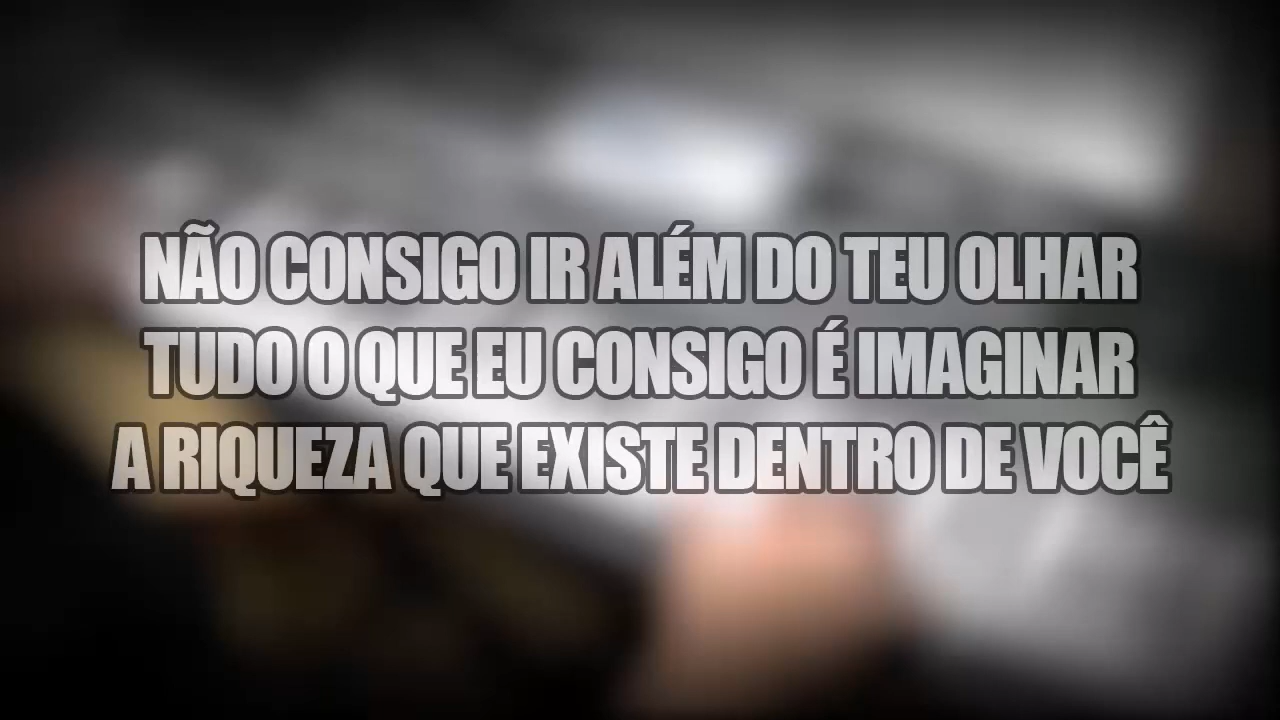 NÃO CONSIGO IR ALÉM DO TEU OLHAR
TUDO O QUE EU CONSIGO É IMAGINAR
A RIQUEZA QUE EXISTE DENTRO DE VOCÊ